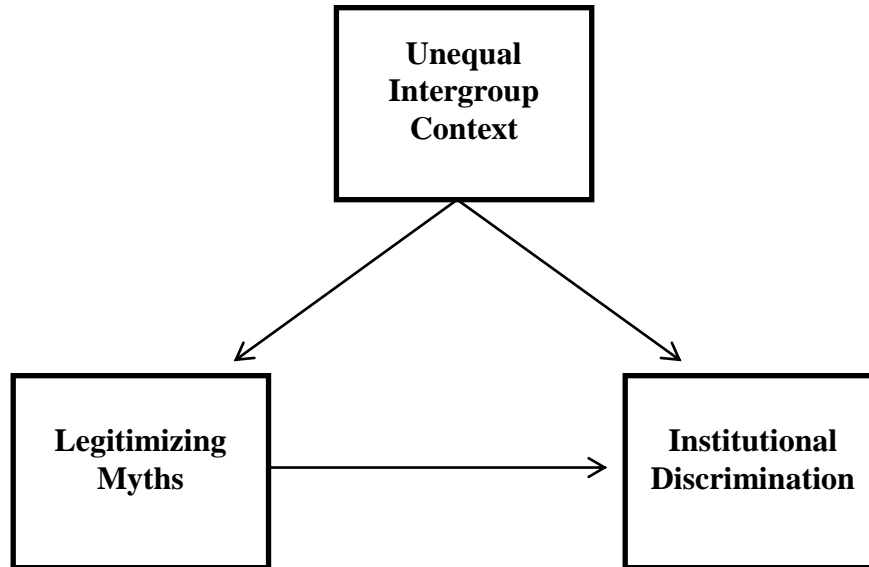 Unequal
Intergroup
Context
Legitimizing
Myths
Institutional
Discrimination